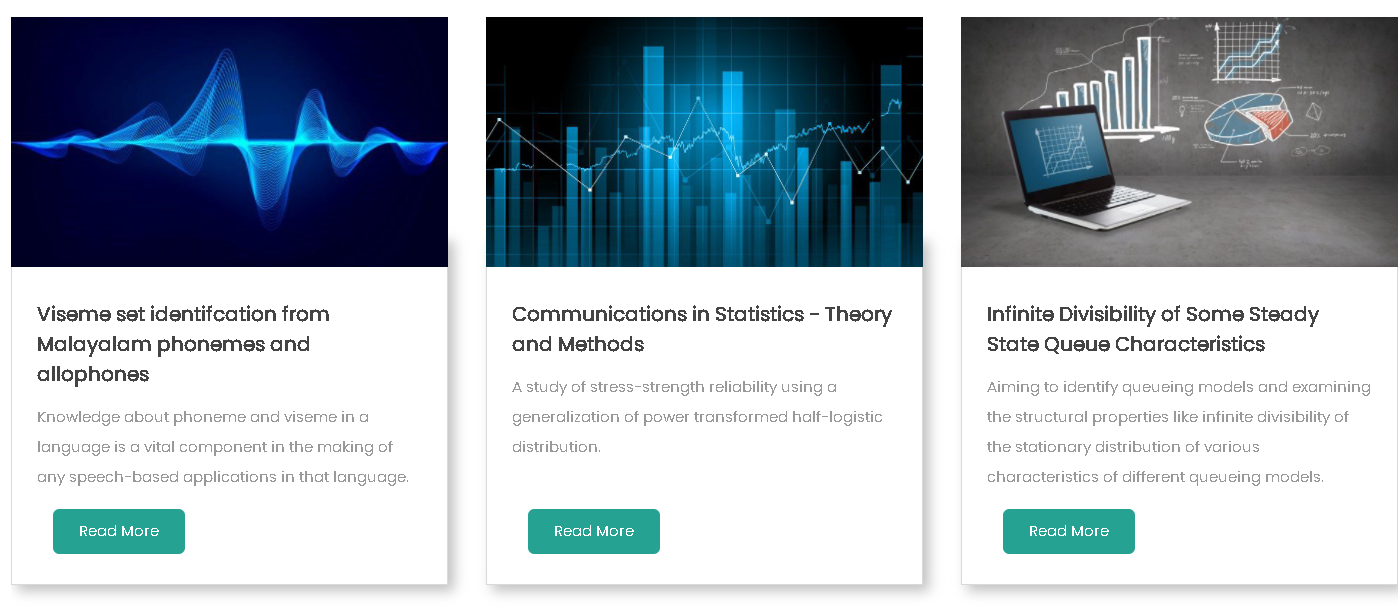 Viseme set identifcation from
Malayalam phonemes and
allophones
Knowledge about phoneme and viseme in a
language is a vital component in the making of
any speech-based applications in that language.
Read More
Communications in Statistics - Theory
and Methods
A study of stress-strength reliability using a
generalization of power transformed half-logistic
distribution.
Read More
Infinite Divisibility of Some Steady
State Queue Characteristics
Aiming to identify queueing models and examining
the structural properties like infinite divisibility of
the stationary distribution of various
characteristics of different queueing models.
Read More